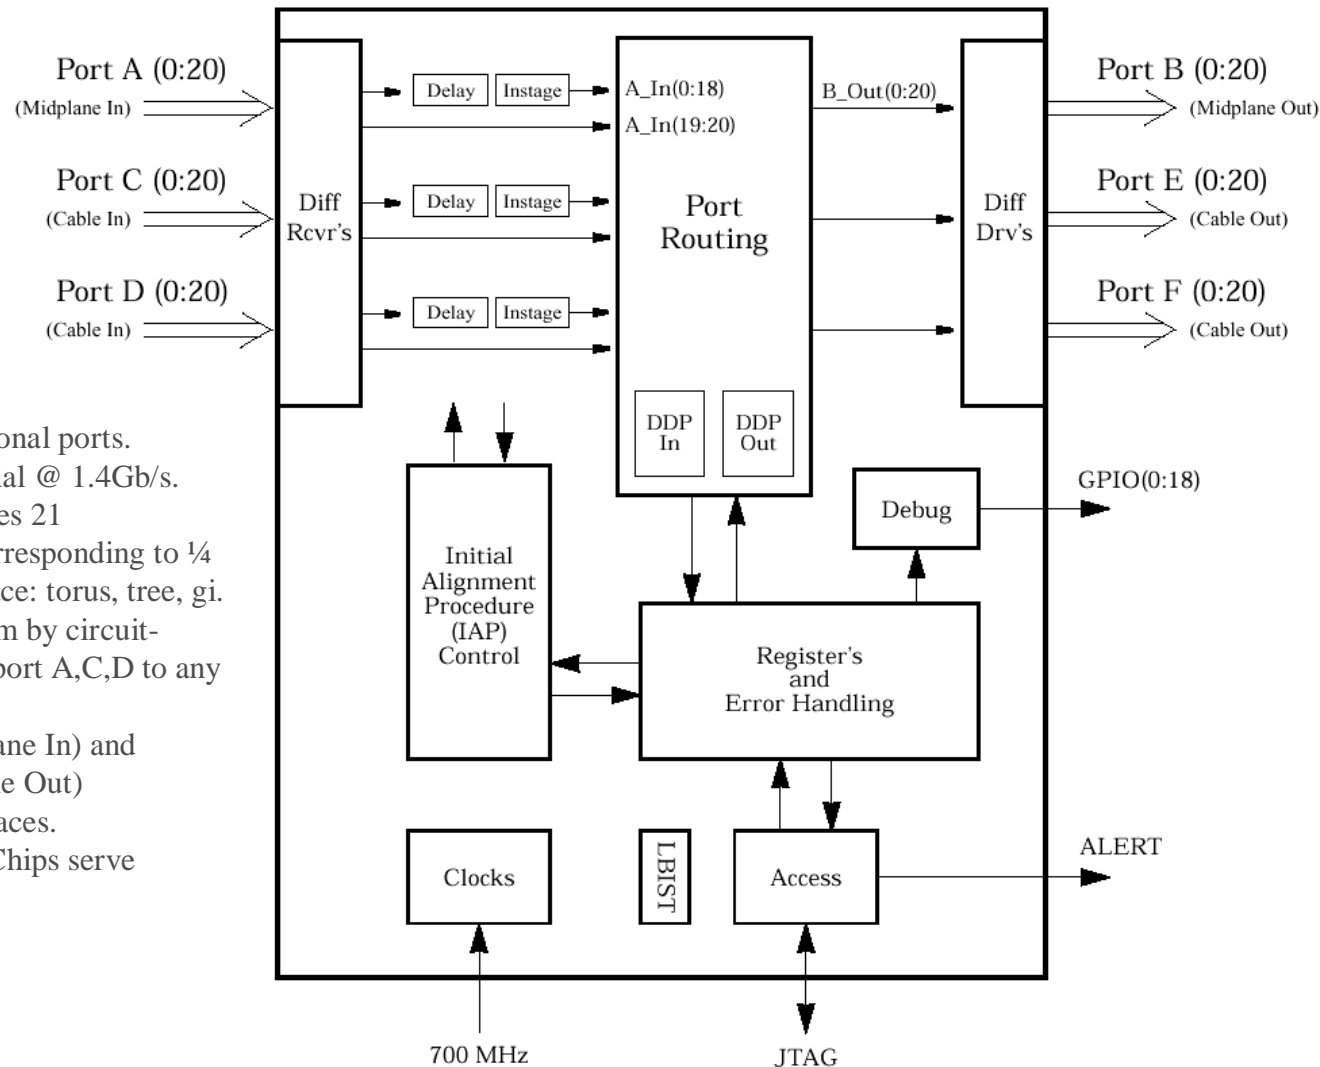 Port A (0:20)
(Midplane In)
Port C (0:20)
(Cable In)
Port D (0:20)
(Cable In)
Diff
Rcvr's
Delay
Instage
Delay
Instage
Delay
Instage
A_In(0:18)
A_In(19:20)
Port
Routing
DDP
In
DDP
Out
B_Out(0:20)
Diff
Drv's
Port B (0:20)
(Midplane Out)
Port E (0:20)
(Cable Out)
Port F (0:20)
(Cable Out)
onal ports.
ial @ 1.4Gb/s.
es 21
rresponding to ¼
ce: torus, tree, gi.
m by circuit-
port A,C,D to any
ane In) and
le Out)
aces.
Chips serve
Initial
Alignment
Procedure
(IAP)
Control
Debug
GPIO(0:18)
Register's
and
Error Handling
Clocks
LBIST
Access
ALERT
700 MHz
JTAG